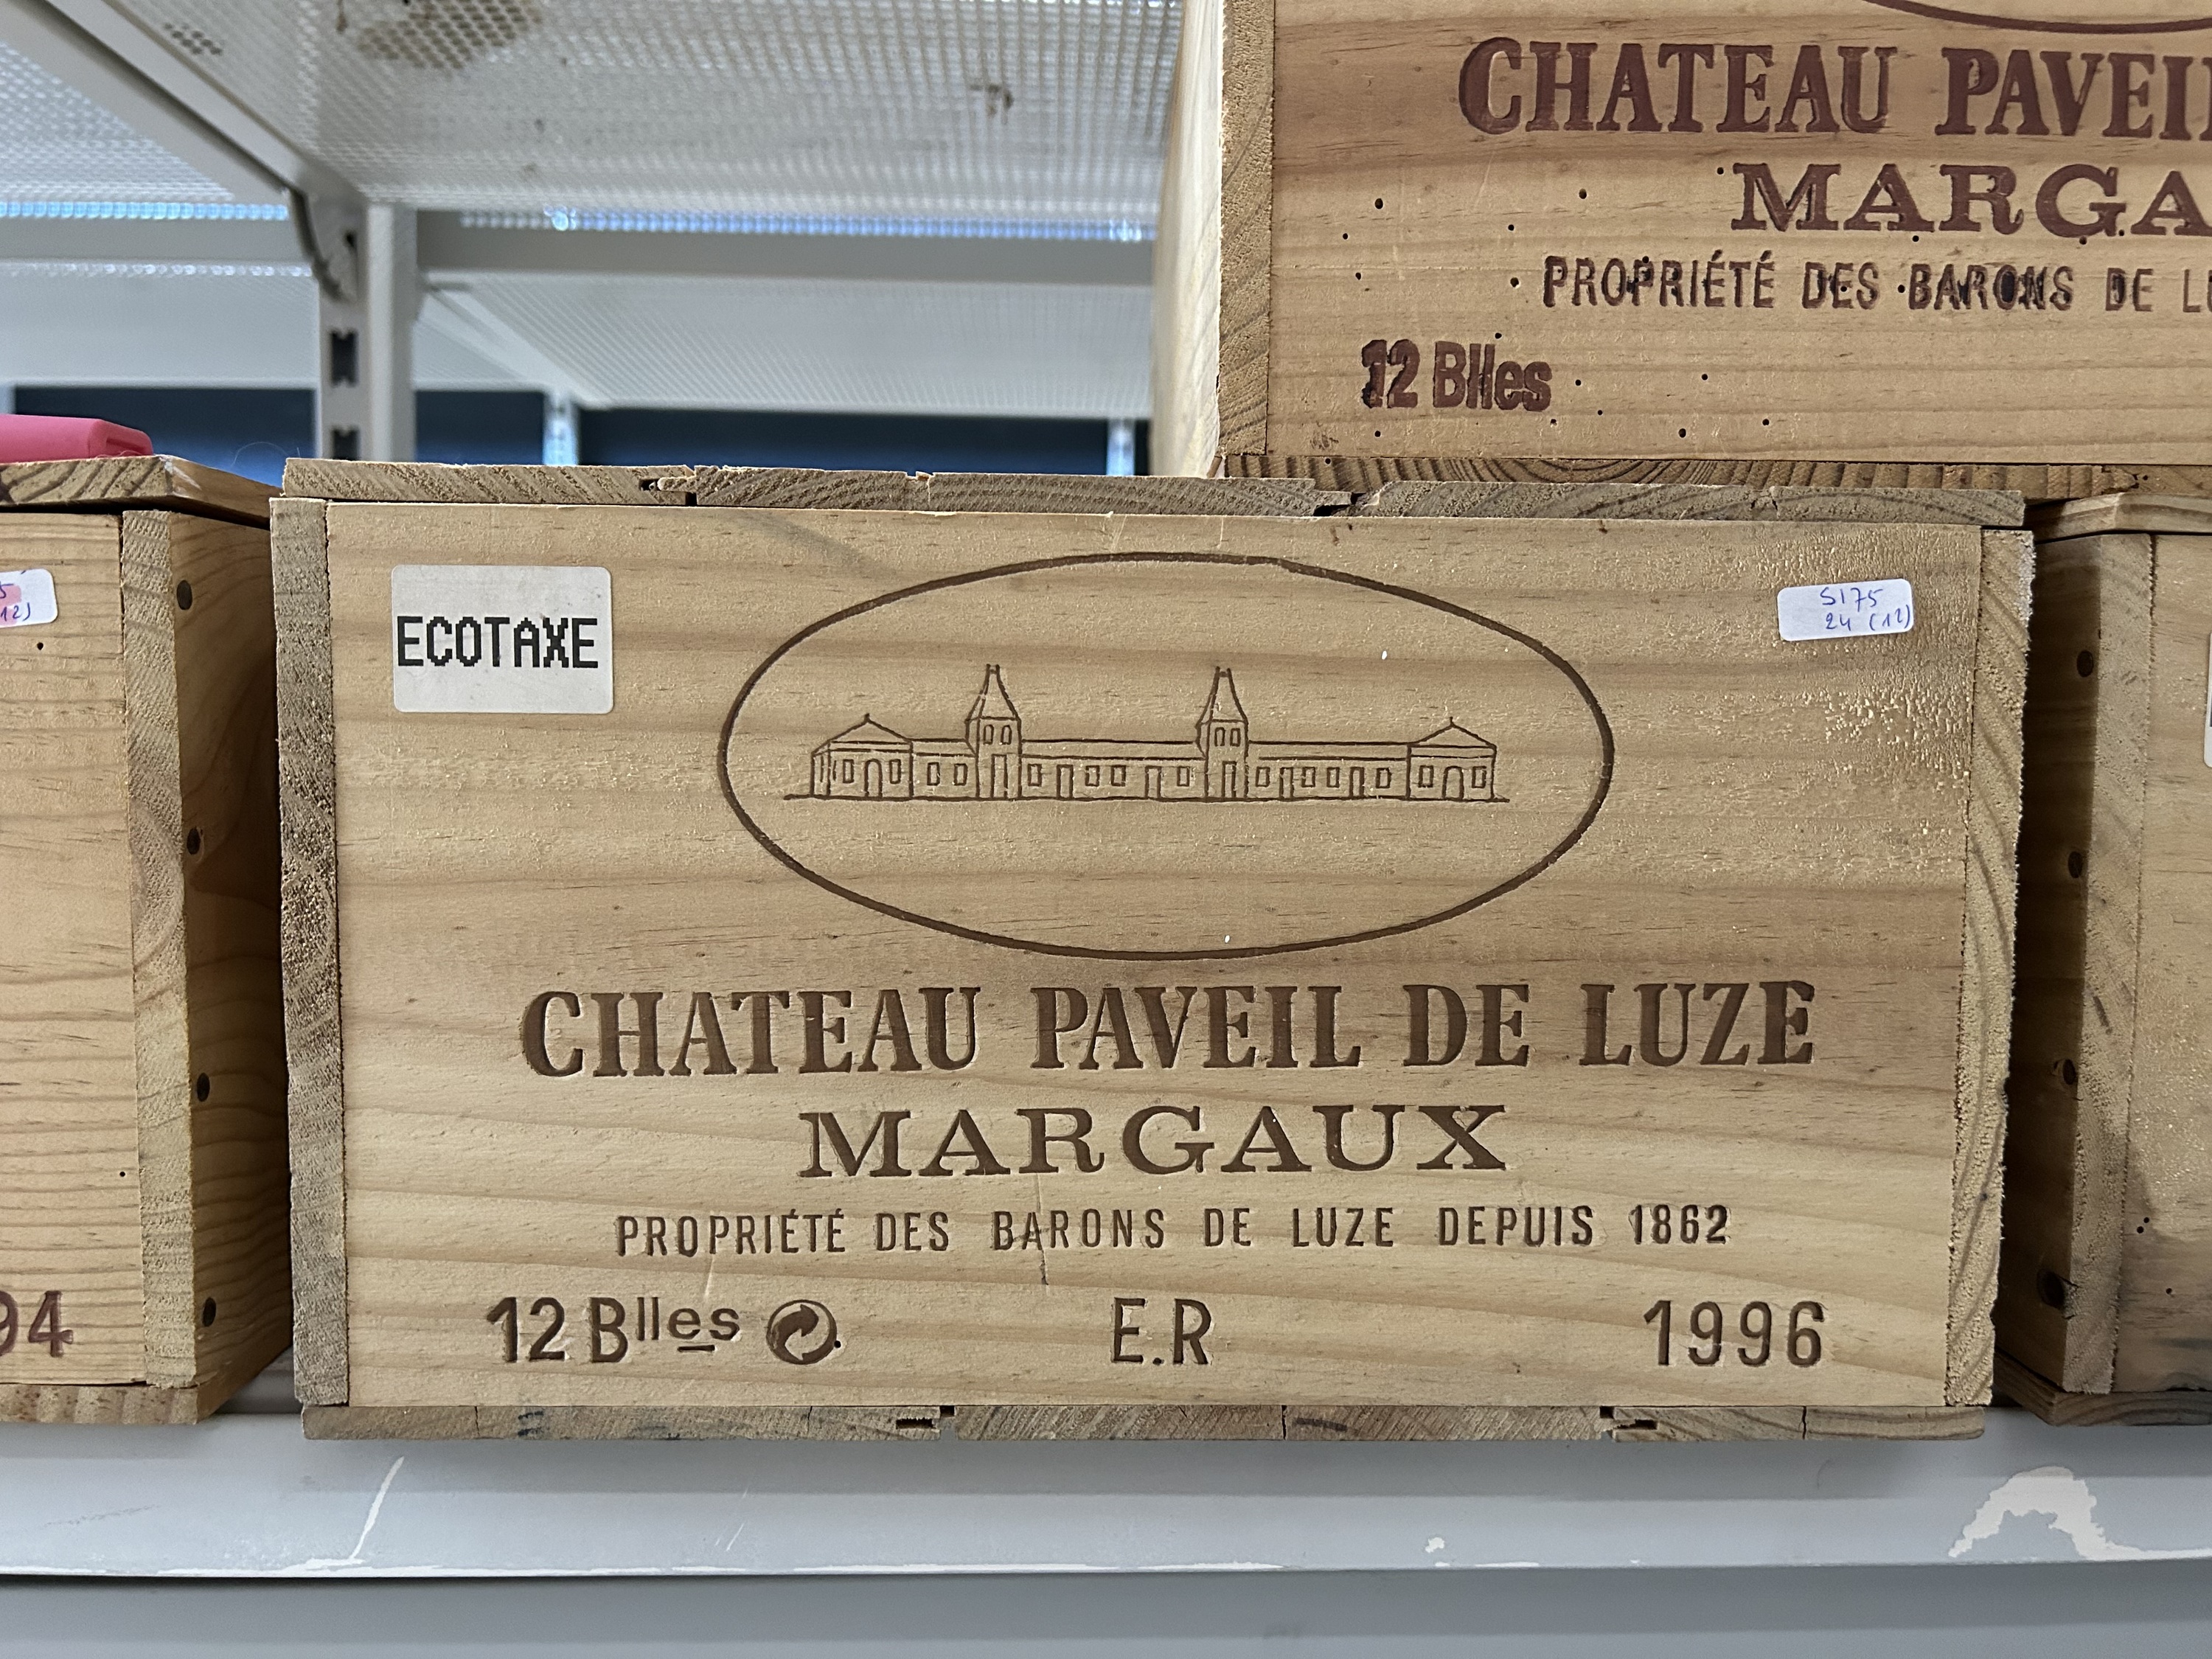 CHATEAU PAVEIL
MARGA
PROPRIÉTÉ DES BARONS DE L
12 Blles
12)
94
ECOTAXE
S175
24 (12)
CHATEAU PAVEIL DE LUZE
MARGAUX
PROPRIÉTÉ DES BARONS DE LUZE DEPUIS 1862
12 Blles
E.R
1996